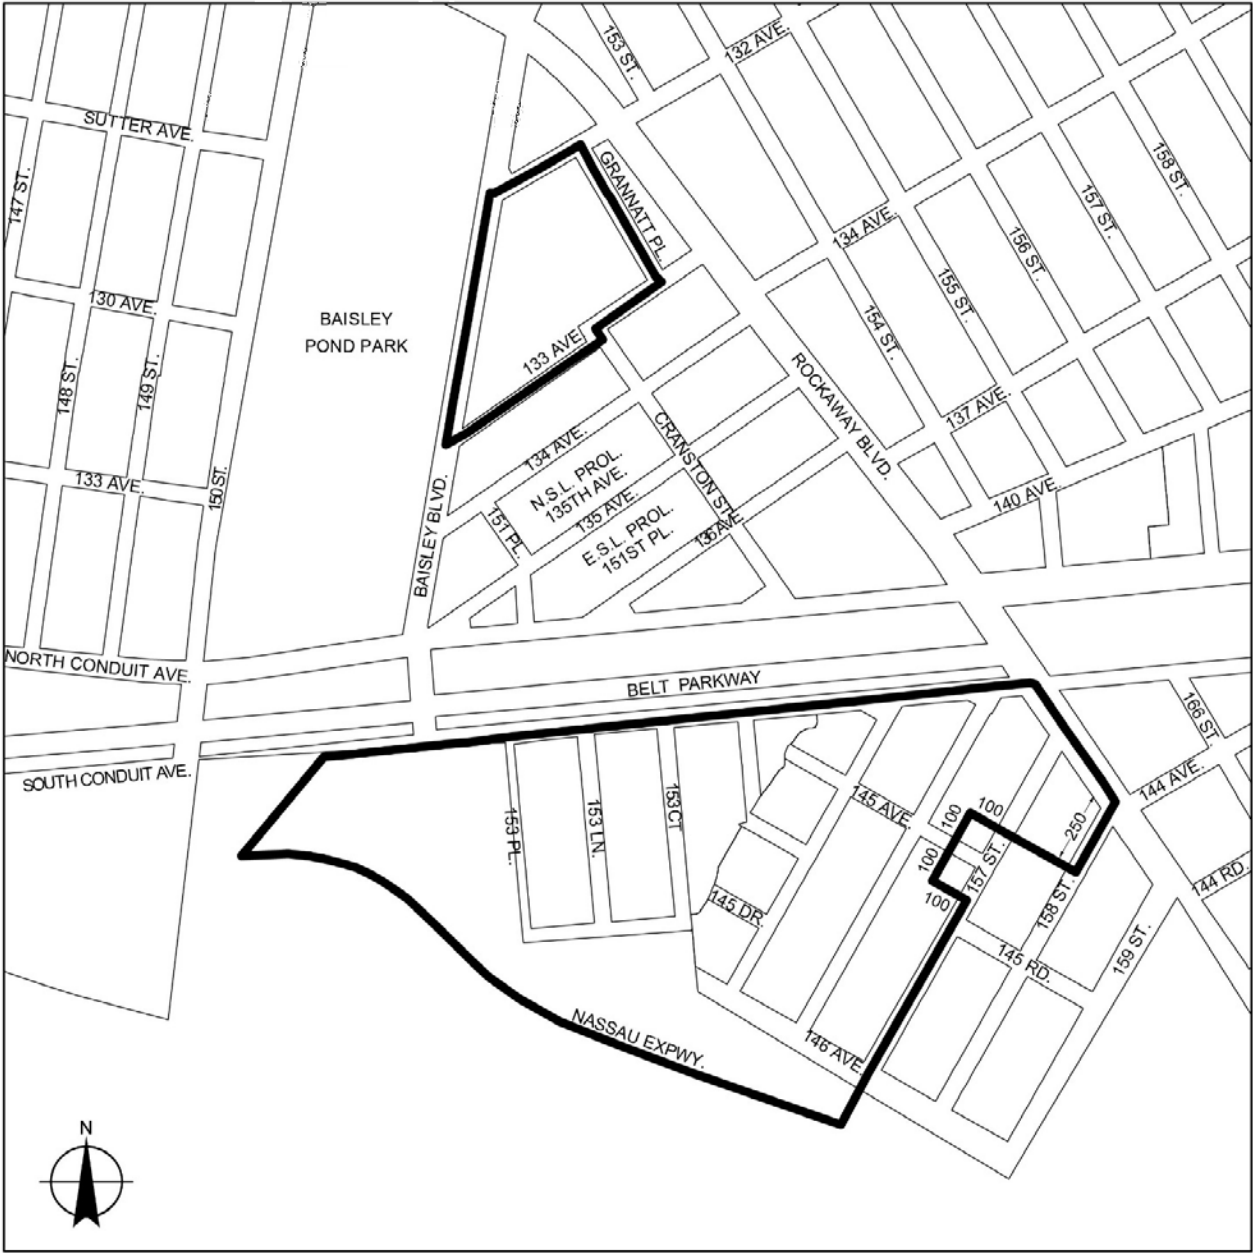 153 ST.
132 AVE.
SUTTER AVE.
147 ST.
GRANNATT PL.
158 ST.
157 ST.
134 AVE.
156 ST.
155 ST.
130 AVE.
BAISLEY
POND PARK
154 ST.
133 AVE
148 ST.
149 ST.
ROCKAWAY BLVD.
137 AVE.
134 AVE.
CRANSTON ST.
N.S.L. PROL.
135TH AVE.
133 AVE.
150 ST.
140 AVE.
135 AVE.
151 PL.
E.S.L. PROL.
151ST PL.
136 AVE
BAISLEY BLVD.
NORTH CONDUIT AVE.
BELT PARKWAY
166 ST.
SOUTH CONDUIT AVE.
144 AVE.
153 PL.
153 LN.
153 CT
145 AVE.
100
100
250
100
100
157 ST.
144 RD.
145 DR.
158 ST.
159 ST.
145 RD.
NASSAU EXPWY.
146 AVE.
N